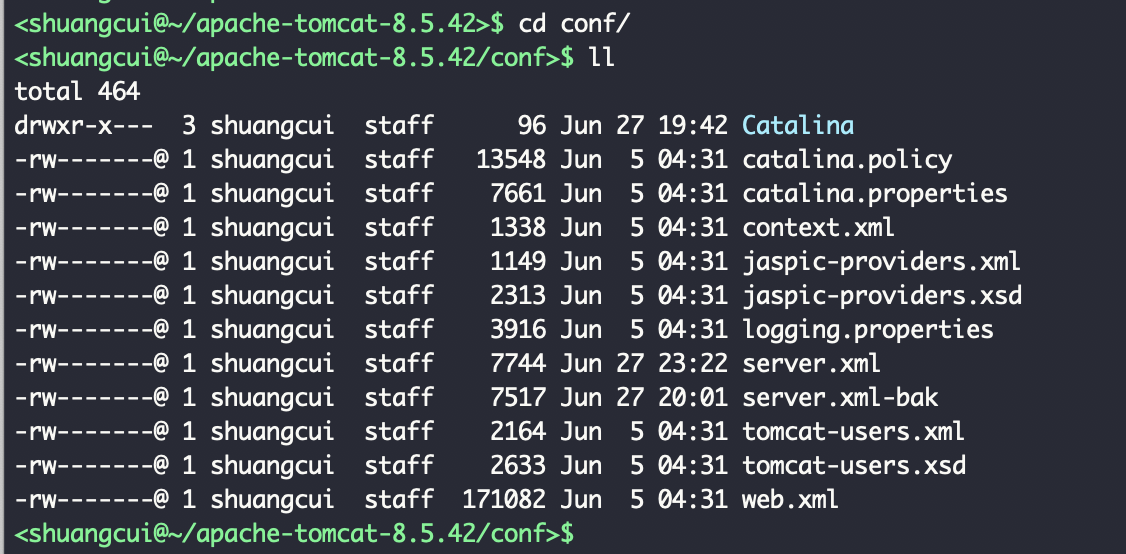 <shuangcui@~/apache-tomcat-8.5.42>$ cd conf/
<shuangcui@~/apache-tomcat-8.5.42/conf>$ ll
total 464
drwxr-x---  3 shuangcui  staff      96 Jun 27 19:42 Catalina
-rw-------@ 1 shuangcui  staff   13548 Jun  5 04:31 catalina.policy
-rw-------@ 1 shuangcui  staff    7661 Jun  5 04:31 catalina.properties
-rw-------@ 1 shuangcui  staff    1338 Jun  5 04:31 context.xml
-rw-------@ 1 shuangcui  staff    1149 Jun  5 04:31 jaspic-providers.xml
-rw-------@ 1 shuangcui  staff    2313 Jun  5 04:31 jaspic-providers.xsd
-rw-------@ 1 shuangcui  staff    3916 Jun  5 04:31 logging.properties
-rw-------@ 1 shuangcui  staff    7744 Jun 27 23:22 server.xml
-rw-------@ 1 shuangcui  staff    7517 Jun 27 20:01 server.xml-bak
-rw-------@ 1 shuangcui  staff    2164 Jun  5 04:31 tomcat-users.xml
-rw-------@ 1 shuangcui  staff    2633 Jun  5 04:31 tomcat-users.xsd
-rw-------@ 1 shuangcui  staff  171082 Jun  5 04:31 web.xml
<shuangcui@~/apache-tomcat-8.5.42/conf>$